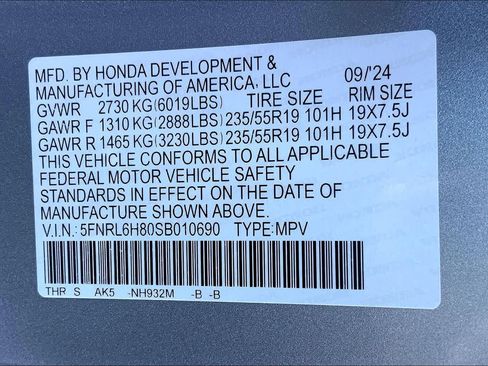 MFD. BY HONDA DEVELOPMENT &
MANUFACTURING OF AMERICA, LLC 09/'24
GVWR 2730 KG(6019LBS) TIRE SIZE RIM SIZE
GAWR F 1310 KG(2888LBS) 235/55R19 101H 19X7.5J
GAWR R 1465 KG(3230LBS) 235/55R19 101H 19X7.5J
THIS VEHICLE CONFORMS TO ALL APPLICABLE
FEDERAL MOTOR VEHICLE SAFETY
STANDARDS IN EFFECT ON THE DATE OF
MANUFACTURE SHOWN ABOVE.
V.I.N.: 5FNRL6H80SB010690 TYPE: MPV
THR S AK5 -NH932M -B -B